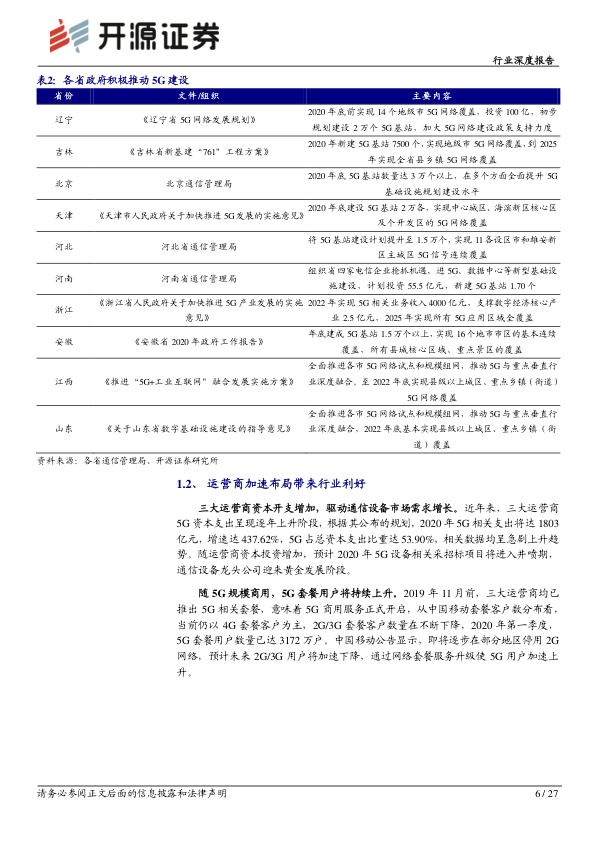 开源证券
行业深度报告
表2: 各省政府积极推动 5G 建设
省份 文件/组织 主要内容
辽宁 《辽宁省 5G 网络发展规划》 2020 年底前实现 14 个地级市 5G 网络覆盖，投资 100 亿，初步
规划建设 2 万个 5G 基站，加大 5G 网络建设政策支持力度
吉林 《吉林省新基建“761”工程方案》 2020 年新建 5G 基站 7500 个，实现地级市 5G 网络覆盖，到 2025
年实现全省县乡镇 5G 网络覆盖
北京 北京通信管理局 2020 年底 5G 基站数量达 3 万个以上，在多个方面全面提升 5G
基础设施规划建设水平
天津 《天津市人民政府关于加快推进 5G 发展的实施意见》 2020 年底建设 5G 基站 2 万各，实现中心城区、海滨新区核心区
及个开发区的 5G 网络覆盖
河北 河北省通信管理局 将 5G 基站建设计划提升至 1.5 万个，实现 11 各设区市和雄安新
区主城区 5G 信号连续覆盖
河南 河南省通信管理局 组织省四家电信企业抢抓机遇，进 5G、数据中心等新型基础设
施建设，计划投资 55.5 亿元，新建 5G 基站 1.70 个
浙江 《浙江省人民政府关于加快推进 5G 产业发展的实施
意见》 2022 年实现 5G 相关业务收入 4000 亿元，支撑数字经济核心产
业 2.5 亿元，2025 年实现所有 5G 应用区域全覆盖
安徽 《安徽省 2020 年政府工作报告》 年底建成 5G 基站 1.5 万个以上，实现 16 个地市市区的基本连续
覆盖，所有县城核心区域、重点景区的覆盖
江西 《推进“5G+工业互联网”融合发展实施方案》 全面推进各市 5G 网络试点和规模组网，推动 5G 与重点垂直行
业深度融合。至 2022 年底实现县级以上城区、重点乡镇（街道）
5G 网络覆盖
山东 《关于山东省数字基础设施建设的指导意见》 全面推进各市 5G 网络试点和规模组网，推动 5G 与重点垂直行
业深度融合。2022 年底基本实现县级以上城区、重点乡镇（街
道）覆盖
资料来源：各省通信管理局、开源证券研究所
1.2、 运营商加速布局带来行业利好
三大运营商资本开支增加，驱动通信设备市场需求增长。近年来，三大运营商
5G 资本支出呈现逐年上升阶段，根据其公布的规划，2020 年 5G 相关支出将达 1803
亿元，增速达 437.62%，5G 占总资本支出比重达 53.90%，相关数据均呈急剧上升趋
势。随运营商资本投资增加，预计 2020 年 5G 设备相关采招标项目将进入井喷期，
通信设备龙头公司迎来黄金发展阶段。
随 5G 规模商用，5G 套餐用户将持续上升。2019 年 11 月前，三大运营商均已
推出 5G 相关套餐，意味着 5G 商用服务正式开启，从中国移动套餐客户数分布看，
当前仍以 4G 套餐客户为主，2G/3G 套餐客户数量在不断下降，2020 年第一季度，
5G 套餐用户数量已达 3172 万户。中国移动公告显示，即将逐步在部分地区停用 2G
网络，预计未来 2G/3G 用户将加速下降，通过网络套餐服务升级使 5G 用户加速上
升。
请务必参阅正文后面的信息披露和法律声明 6 / 27